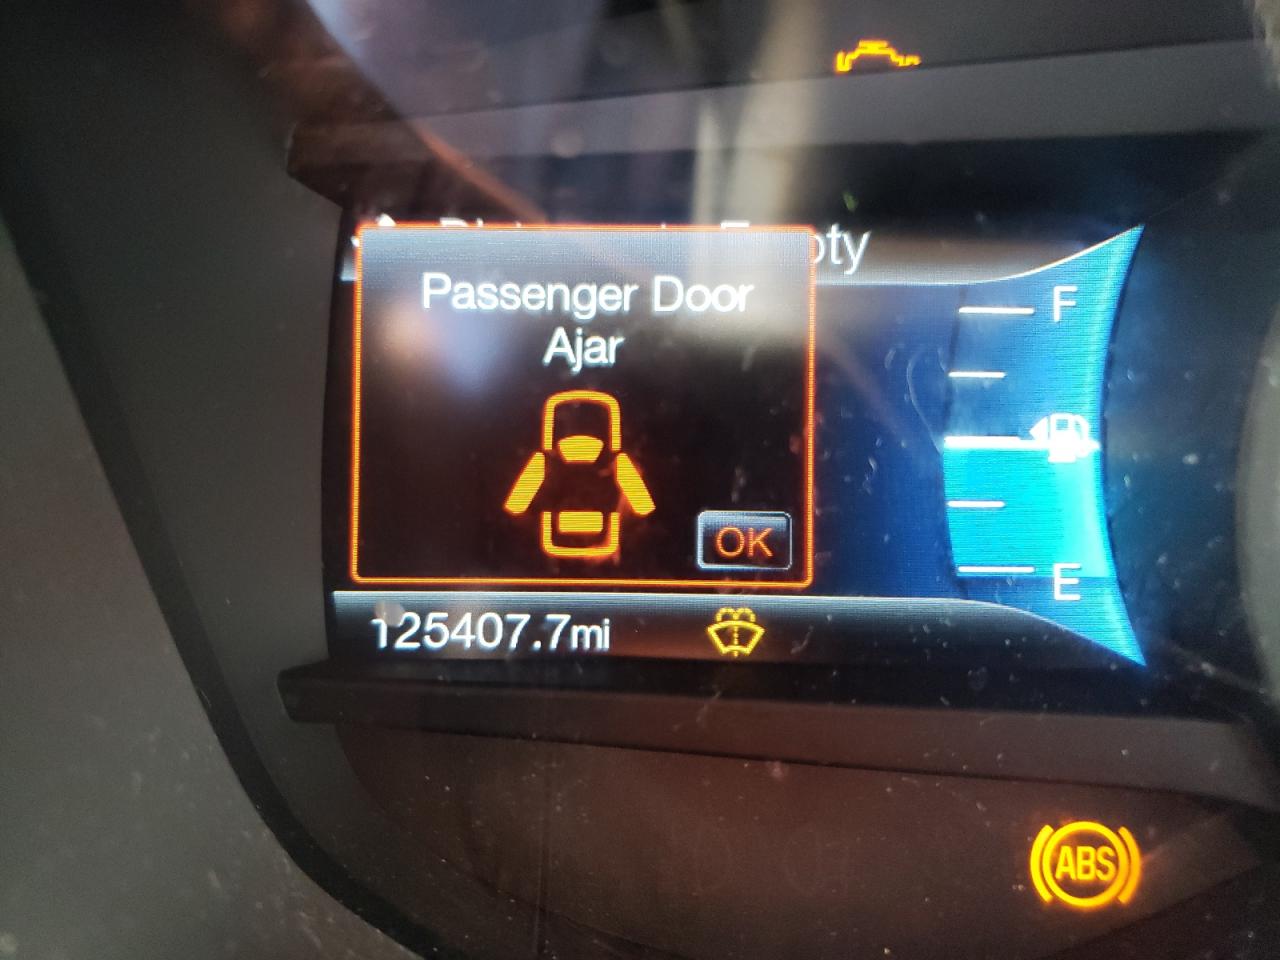 Passenger Door
Ajar
F
OK
E
125407.7mi
ABS